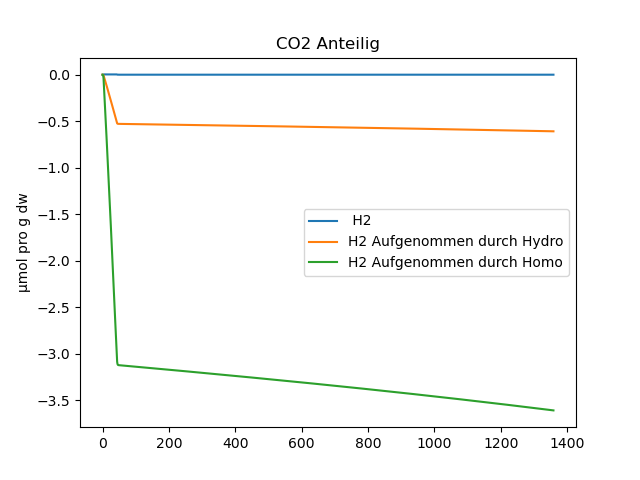 CO2 Anteilig
µmol pro g dw
0.0
−0.5
−1.0
−1.5
−2.0
−2.5
−3.0
−3.5
H2
H2 Aufgenommen durch Hydro
H2 Aufgenommen durch Homo
0 200 400 600 800 1000 1200 1400